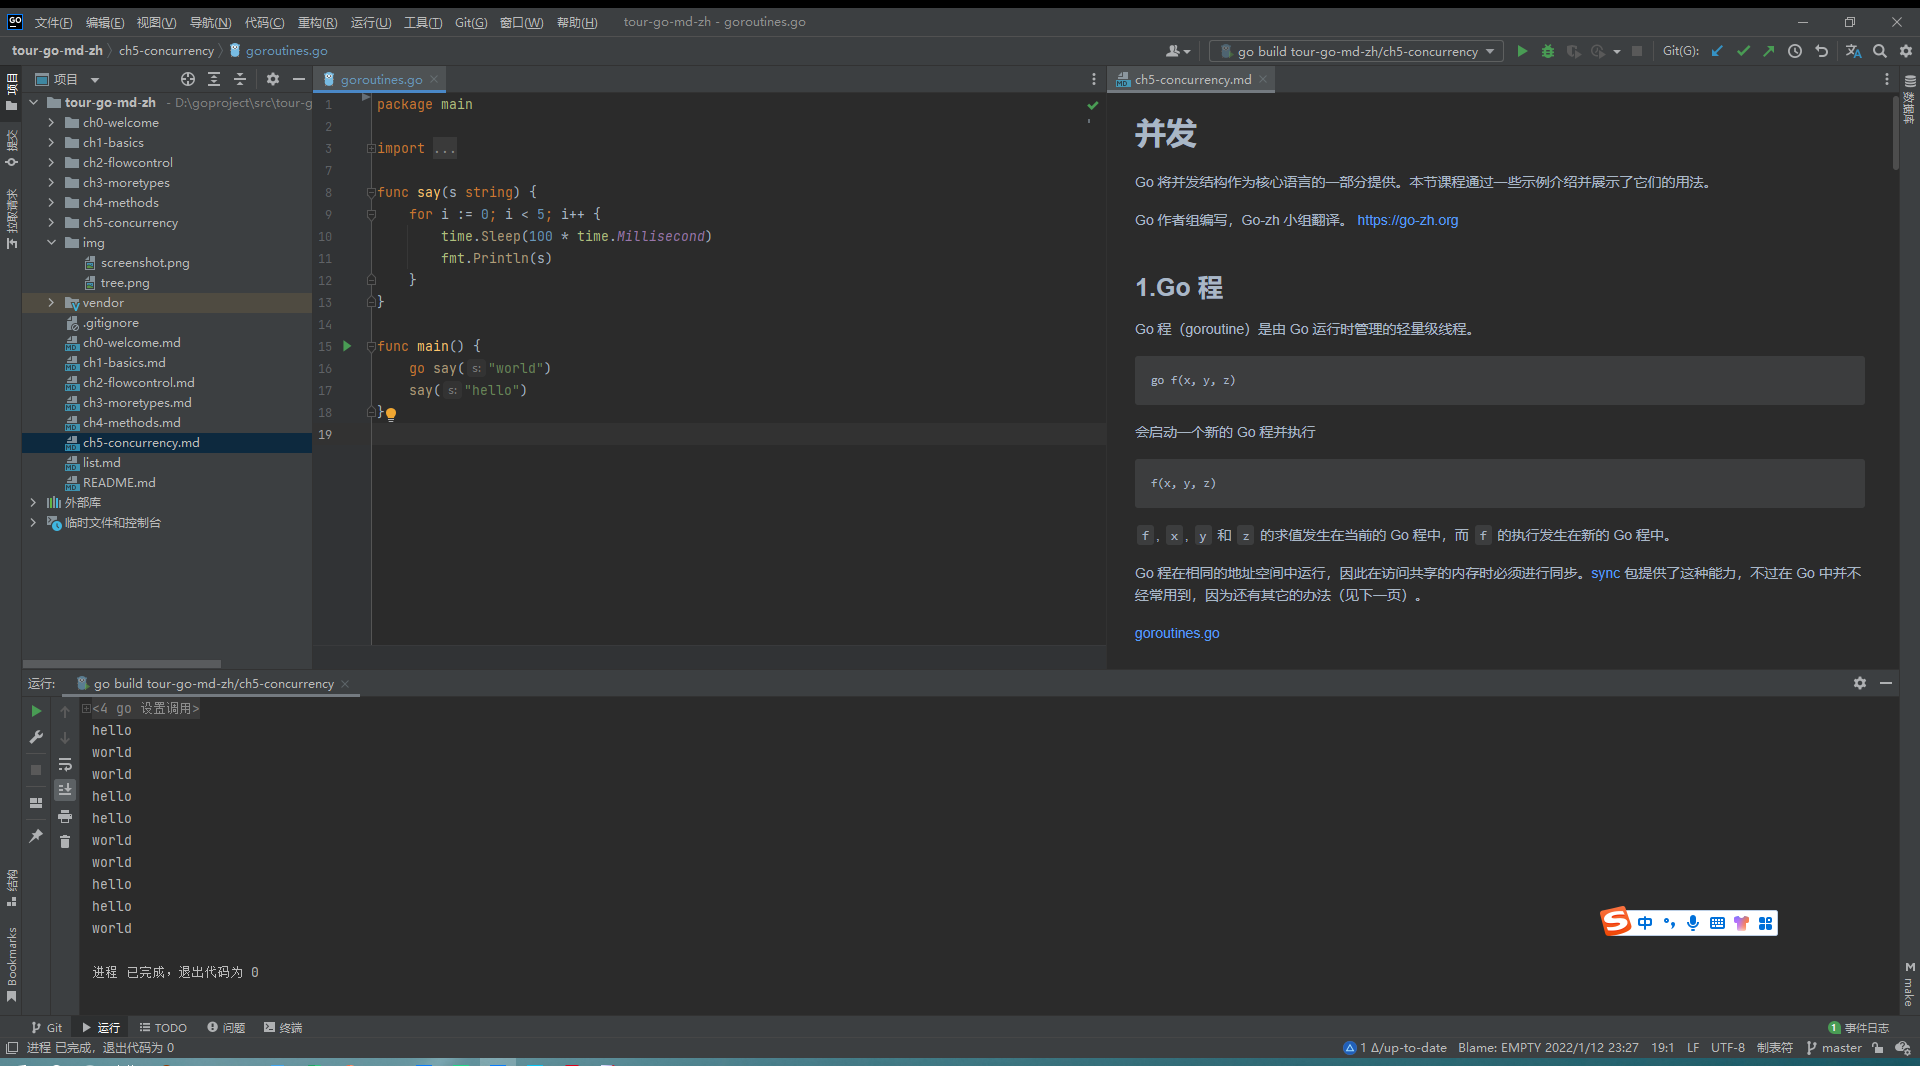 GO 文件(F) 编辑(E) 视图(V) 导航(N) 代码(C) 重构(R) 运行(U) 工具(T) Git(G) 窗口(W) 帮助(H) tour-go-md-zh - goroutines.go
tour-go-md-zh ch5-concurrency goroutines.go
go build tour-go-md-zh/ch5-concurrency Git(G):
项目
提交
拉取请求
结构
Bookmarks
项目
tour-go-md-zh - D:\goproject\src\tour-g
ch0-welcome
ch1-basics
ch2-flowcontrol
ch3-moretypes
ch4-methods
ch5-concurrency
img
screenshot.png
tree.png
vendor
.gitignore
ch0-welcome.md
ch1-basics.md
ch2-flowcontrol.md
ch3-moretypes.md
ch4-methods.md
ch5-concurrency.md
list.md
README.md
外部库
临时文件和控制台
goroutines.go
1 package main
2
3 import ...
7
8 func say(s string) {
9 for i := 0; i < 5; i++ {
10 time.Sleep(100 * time.Millisecond)
11 fmt.Println(s)
12 }
13 }
14
15 func main() {
16 go say( s: "world")
17 say( s: "hello")
18 }
19
ch5-concurrency.md
并发
Go 将并发结构作为核心语言的一部分提供。本节课程通过一些示例介绍并展示了它们的用法。
Go 作者组编写，Go-zh 小组翻译。 https://go-zh.org
1.Go 程
Go 程（goroutine）是由 Go 运行时管理的轻量级线程。
go f(x, y, z)
会启动一个新的 Go 程并执行
f(x, y, z)
f , x , y 和 z 的求值发生在当前的 Go 程中，而 f 的执行发生在新的 Go 程中。
Go 程在相同的地址空间中运行，因此在访问共享的内存时必须进行同步。sync 包提供了这种能力，不过在 Go 中并不
经常用到，因为还有其它的办法（见下一页）。
goroutines.go
数据库
M make
运行: go build tour-go-md-zh/ch5-concurrency
<4 go 设置调用>
hello
world
world
hello
hello
world
world
hello
hello
world
进程 已完成，退出代码为 0
中
Git 运行 TODO 问题 终端
1 事件日志
进程 已完成，退出代码为 0
1 Δ/up-to-date Blame: EMPTY 2022/1/12 23:27 19:1 LF UTF-8 制表符 master